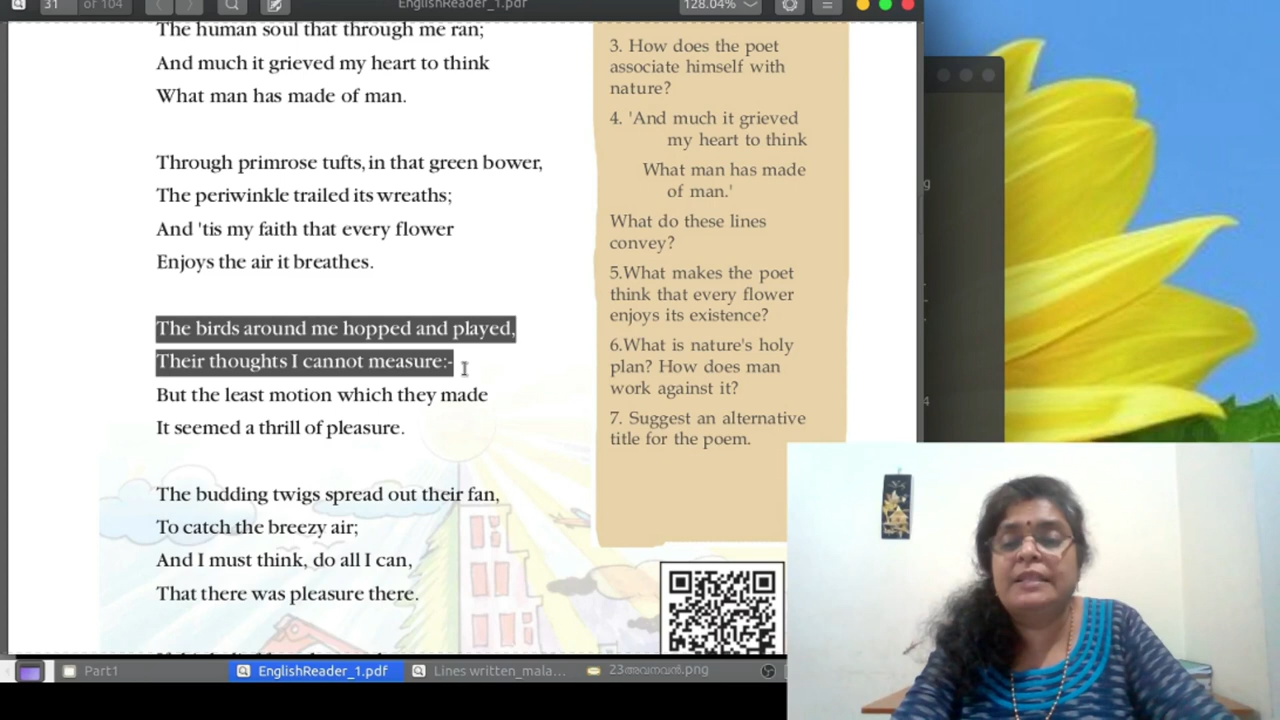 31
of 104
EnglishReader_1.pdf
128.04%
The human soul that through me ran;
And much it grieved my heart to think
What man has made of man.
Through primrose tufts, in that green bower,
The periwinkle trailed its wreaths;
And 'tis my faith that every flower
Enjoys the air it breathes.
The birds around me hopped and played,
Their thoughts I cannot measure:-
But the least motion which they made
It seemed a thrill of pleasure.
The budding twigs spread out their fan,
To catch the breezy air;
And I must think, do all I can,
That there was pleasure there.
3. How does the poet
associate himself with
nature?
4. 'And much it grieved
my heart to think
What man has made
of man.'
What do these lines
convey?
5.What makes the poet
think that every flower
enjoys its existence?
6.What is nature's holy
plan? How does man
work against it?
7. Suggest an alternative
title for the poem.
g
4
Part1
EnglishReader_1.pdf
Lines written_mala...
23അവനവൻ.png